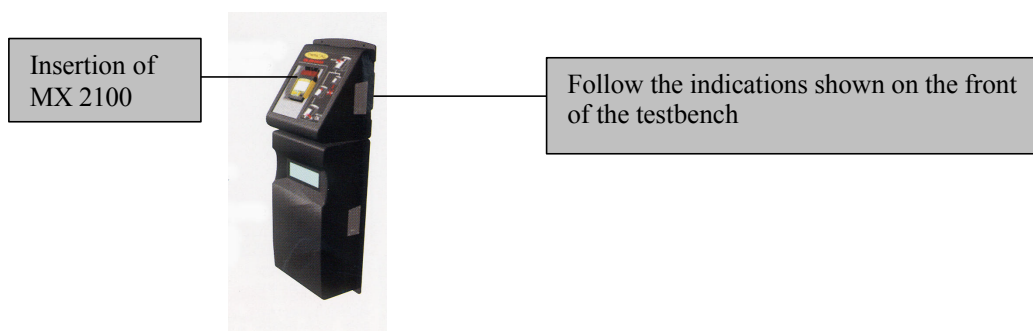 Insertion of
MX 2100
Follow the indications shown on the front
of the testbench